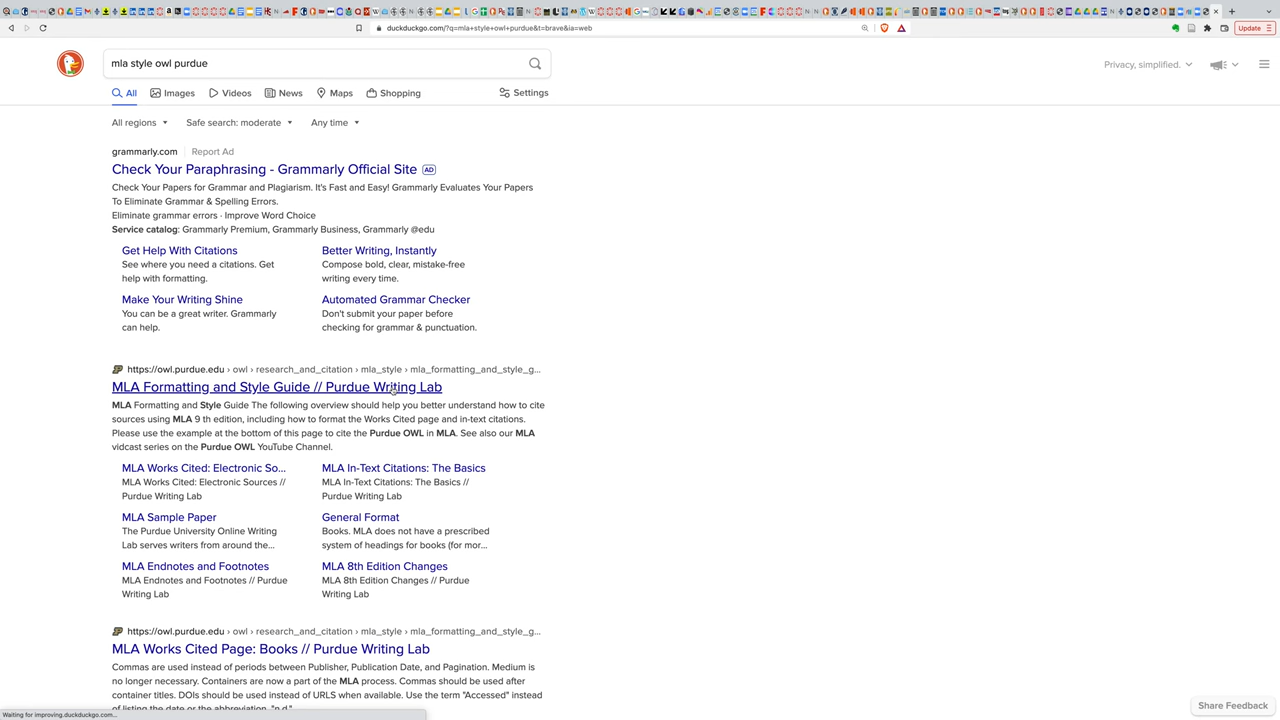 duckduckgo.com/?q=mla+style+owl+purdue&t=brave&ia=web
Update
mla style owl purdue
Privacy, simplified.
All Images Videos News Maps Shopping Settings
All regions Safe search: moderate Any time
grammarly.com Report Ad
Check Your Paraphrasing - Grammarly Official Site AD
Check Your Papers for Grammar and Plagiarism. It's Fast and Easy! Grammarly Evaluates Your Papers
To Eliminate Grammar & Spelling Errors.
Eliminate grammar errors · Improve Word Choice
Service catalog: Grammarly Premium, Grammarly Business, Grammarly @edu
Get Help With Citations
See where you need a citations. Get
help with formatting.
Better Writing, Instantly
Compose bold, clear, mistake-free
writing every time.
Make Your Writing Shine
You can be a great writer. Grammarly
can help.
Automated Grammar Checker
Don't submit your paper before
checking for grammar & punctuation.
https://owl.purdue.edu › owl › research_and_citation › mla_style › mla_formatting_and_style_g...
MLA Formatting and Style Guide // Purdue Writing Lab
MLA Formatting and Style Guide The following overview should help you better understand how to cite
sources using MLA 9 th edition, including how to format the Works Cited page and in-text citations.
Please use the example at the bottom of this page to cite the Purdue OWL in MLA. See also our MLA
vidcast series on the Purdue OWL YouTube Channel.
MLA Works Cited: Electronic So...
MLA Works Cited: Electronic Sources //
Purdue Writing Lab
MLA In-Text Citations: The Basics
MLA In-Text Citations: The Basics //
Purdue Writing Lab
MLA Sample Paper
The Purdue University Online Writing
Lab serves writers from around the...
General Format
Books. MLA does not have a prescribed
system of headings for books (for mor...
MLA Endnotes and Footnotes
MLA Endnotes and Footnotes // Purdue
Writing Lab
MLA 8th Edition Changes
MLA 8th Edition Changes // Purdue
Writing Lab
https://owl.purdue.edu › owl › research_and_citation › mla_style › mla_formatting_and_style_g...
MLA Works Cited Page: Books // Purdue Writing Lab
Commas are used instead of periods between Publisher, Publication Date, and Pagination. Medium is
no longer necessary. Containers are now a part of the MLA process. Commas should be used after
container titles. DOIs should be used instead of URLS when available. Use the term "Accessed" instead
of listing the date or the abbreviation, "n.d."
Share Feedback
Waiting for improving.duckduckgo.com...